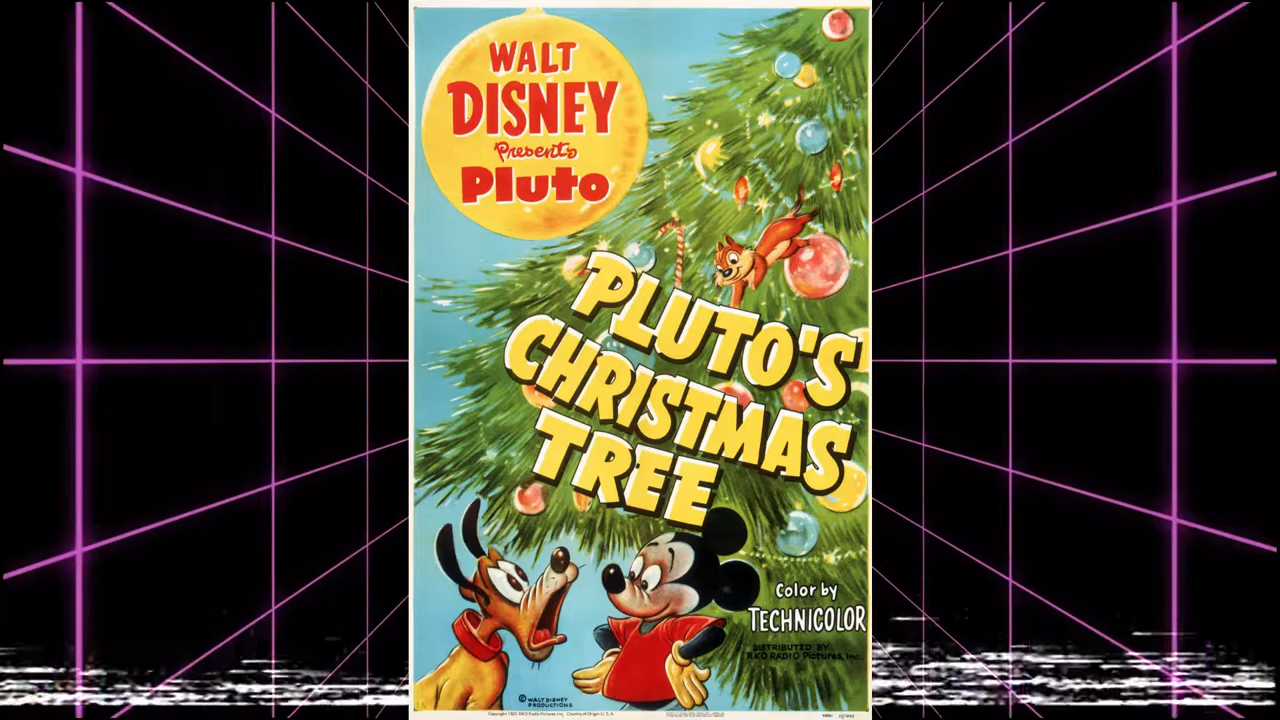 WALT
DISNEY
Presents
Pluto
PLUTO'S
CHRISTMAS
TREE
Color by
TECHNICOLOR
DISTRIBUTED BY
RKO RADIO Pictures, Inc.
© WALT DISNEY
PRODUCTIONS